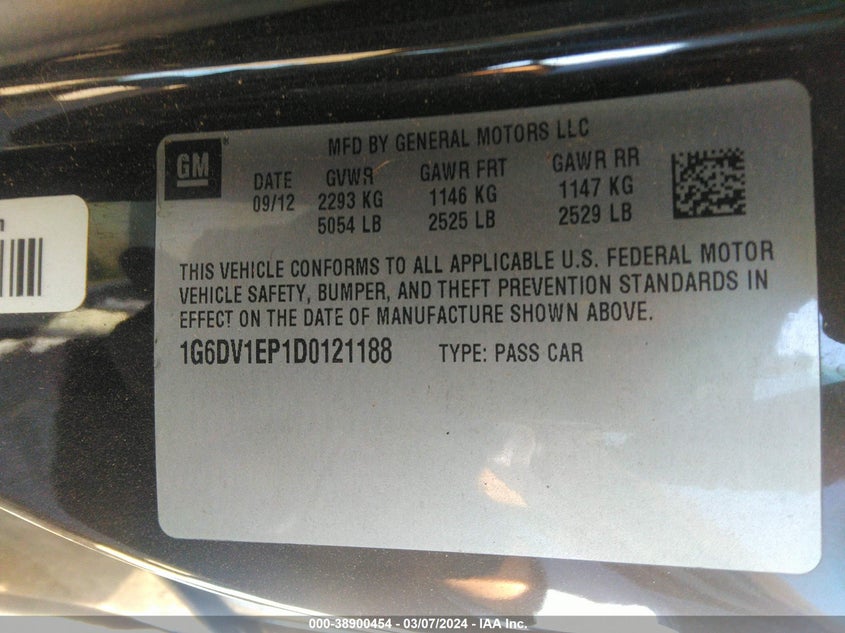 MFD BY GENERAL MOTORS LLC
GM
DATE GVWR GAWR FRT GAWR RR
09/12 2293 KG 1146 KG 1147 KG
5054 LB 2525 LB 2529 LB
THIS VEHICLE CONFORMS TO ALL APPLICABLE U.S. FEDERAL MOTOR
VEHICLE SAFETY, BUMPER, AND THEFT PREVENTION STANDARDS IN
EFFECT ON THE DATE OF MANUFACTURE SHOWN ABOVE.
1G6DV1EP1D0121188 TYPE: PASS CAR
000-38900454 - 03/07/2024 - IAA Inc.